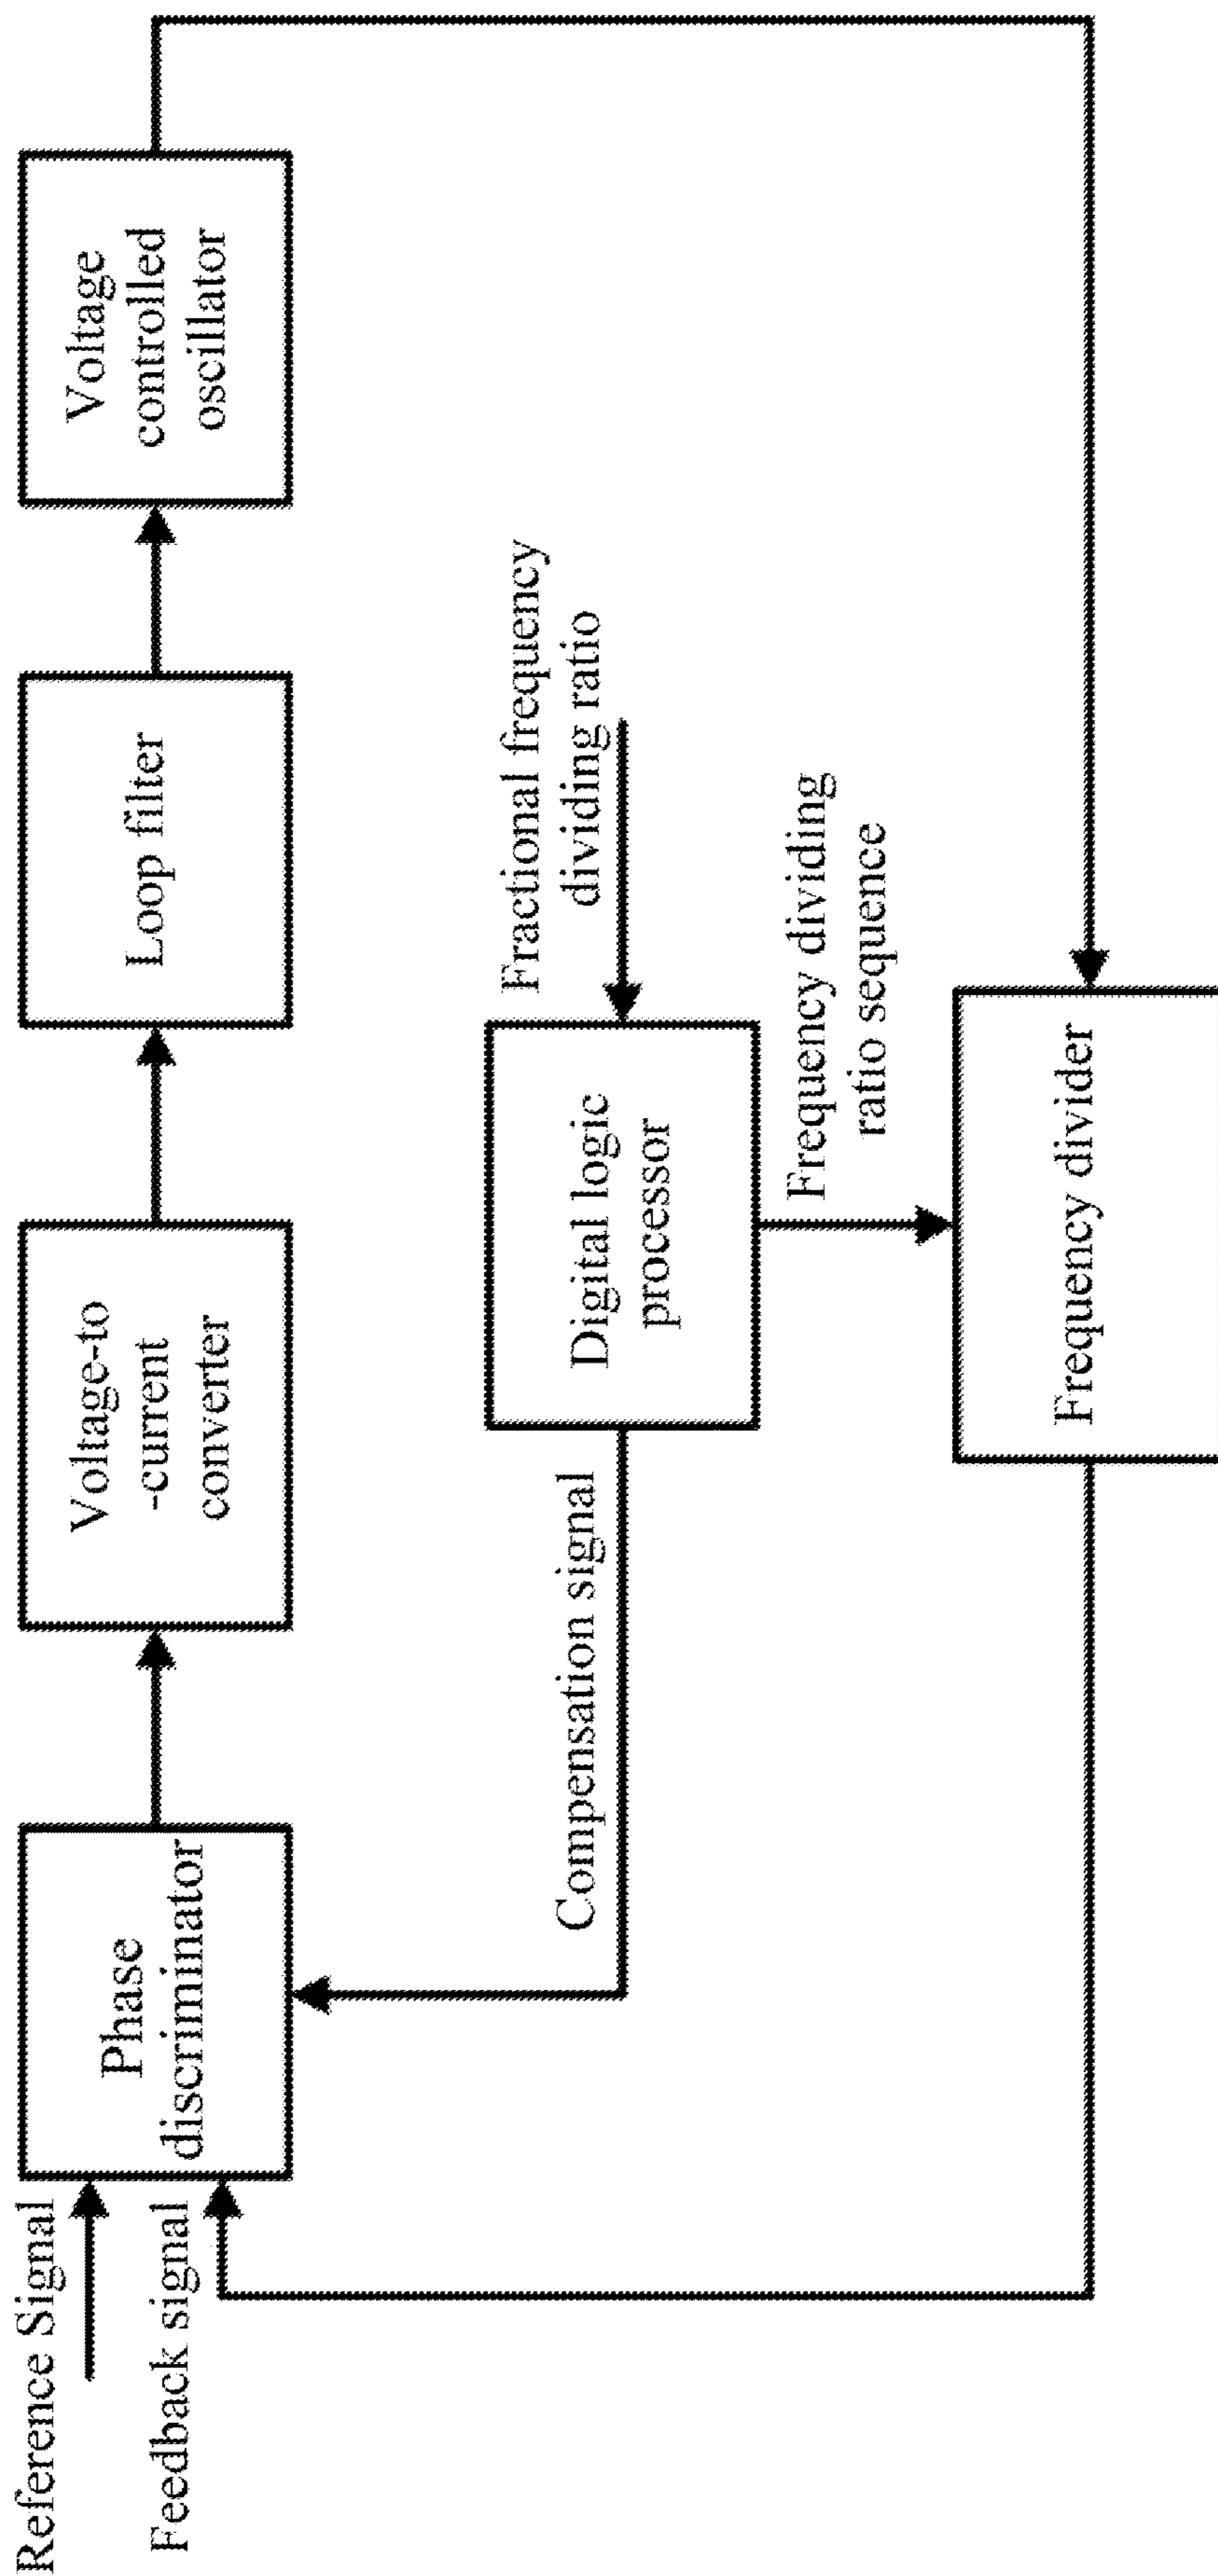 Reference Signal
Feedback signal
Phase
discriminator
Voltage-to
-current
converter
Loop filter
Voltage
controlled
oscillator
Compensation signal
Digital logic
processor
Fractional frequency
dividing ratio
Frequency dividing
ratio sequence
Frequency divider